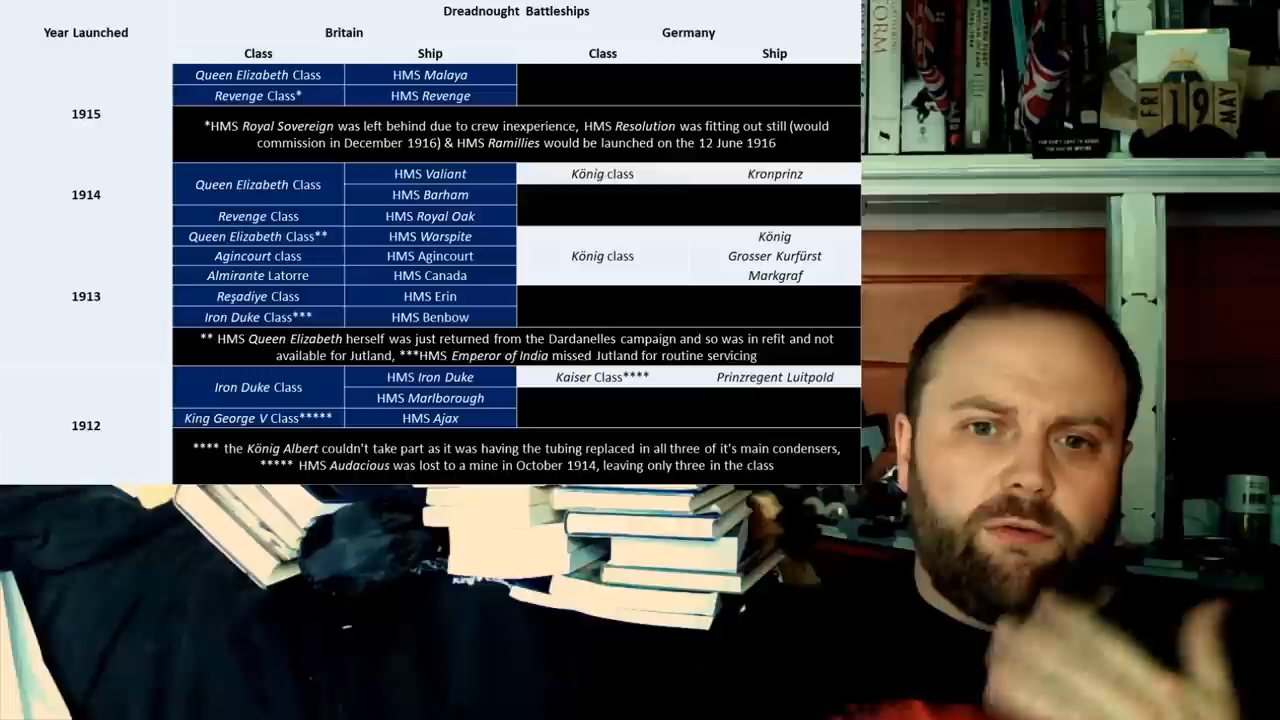 Dreadnought Battleships
Year Launched
Britain
Germany
Class
Ship
Class
Ship
1915
Queen Elizabeth Class
HMS Malaya
Revenge Class*
HMS Revenge
*HMS Royal Sovereign was left behind due to crew inexperience, HMS Resolution was fitting out still (would
commission in December 1916) & HMS Ramillies would be launched on the 12 June 1916
1914
Queen Elizabeth Class
HMS Valiant
König class
Kronprinz
HMS Barham
Revenge Class
HMS Royal Oak
1913
Queen Elizabeth Class**
HMS Warspite
König class
König
Agincourt class
HMS Agincourt
Grosser Kurfürst
Almirante Latorre
HMS Canada
Markgraf
Reşadiye Class
HMS Erin
Iron Duke Class***
HMS Benbow
** HMS Queen Elizabeth herself was just returned from the Dardanelles campaign and so was in refit and not
available for Jutland, ***HMS Emperor of India missed Jutland for routine servicing
1912
Iron Duke Class
HMS Iron Duke
Kaiser Class****
Prinzregent Luitpold
HMS Marlborough
King George V Class*****
HMS Ajax
**** the König Albert couldn't take part as it was having the tubing replaced in all three of it's main condensers,
***** HMS Audacious was lost to a mine in October 1914, leaving only three in the class
FRI 19 MAY